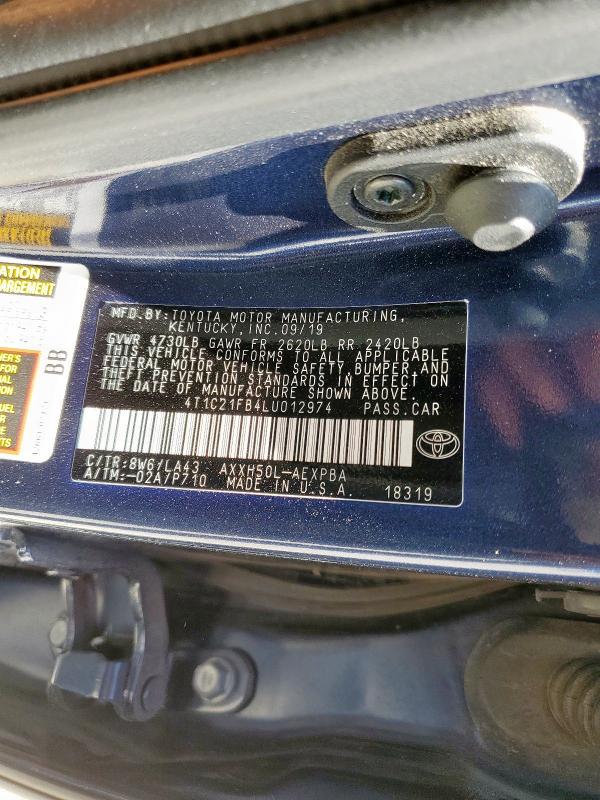 ATION
ARGEMENT
BB
MFD.BY:TOYOTA MOTOR MANUFACTURING,
KENTUCKY, INC.09/19
GVWR 4730LB GAWR FR 2620LB RR 2420LB
THIS VEHICLE CONFORMS TO ALL APPLICABLE
FEDERAL MOTOR VEHICLE SAFETY, BUMPER, AND
THEFT PREVENTION STANDARDS IN EFFECT ON
THE DATE OF MANUFACTURE SHOWN ABOVE.
4T1C21FB4LU012974 PASS.CAR
C/TR:8W6/LA43 AXXH50L-AEXPBA
A/TM:-02A/P710 MADE IN U.S.A. 18319